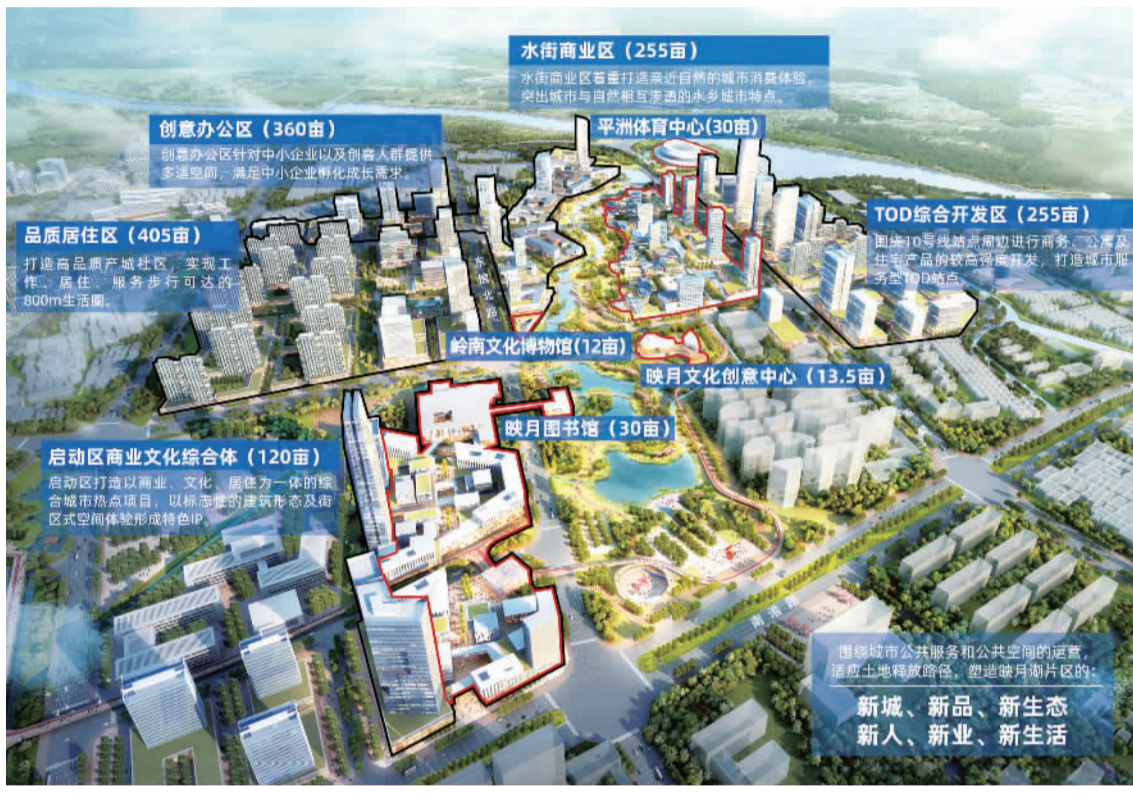 水街商业区（255亩）
水街商业区着重打造亲近自然的城市消费体验，
突出城市与自然相互渗透的水乡城市特点。
创意办公区（360亩）
创意办公区针对中小企业以及创客人群提供
多适空间，满足中小企业孵化成长需求。
平洲体育中心(30亩)
品质居住区（405亩）
打造高品质产城社区，实现工
作、居住、服务步行可达的
800m生活圈。
TOD综合开发区（255亩）
围绕10号线站点周边进行商务、公寓及
住宅产品的较高强度开发，打造城市服
务型TOD站点。
岭南文化博物馆(12亩)
映月文化创意中心（13.5亩）
映月图书馆（30亩）
启动区商业文化综合体（120亩）
启动区打造以商业、文化、居住为一体的综
合城市热点项目，以标志性的建筑形态及街
区式空间体验形成特色IP。
南港路
围绕城市公共服务和公共空间的运营，
适应土地释放路径，塑造映月湖片区的：
新城、新品、新生态
新人、新业、新生活